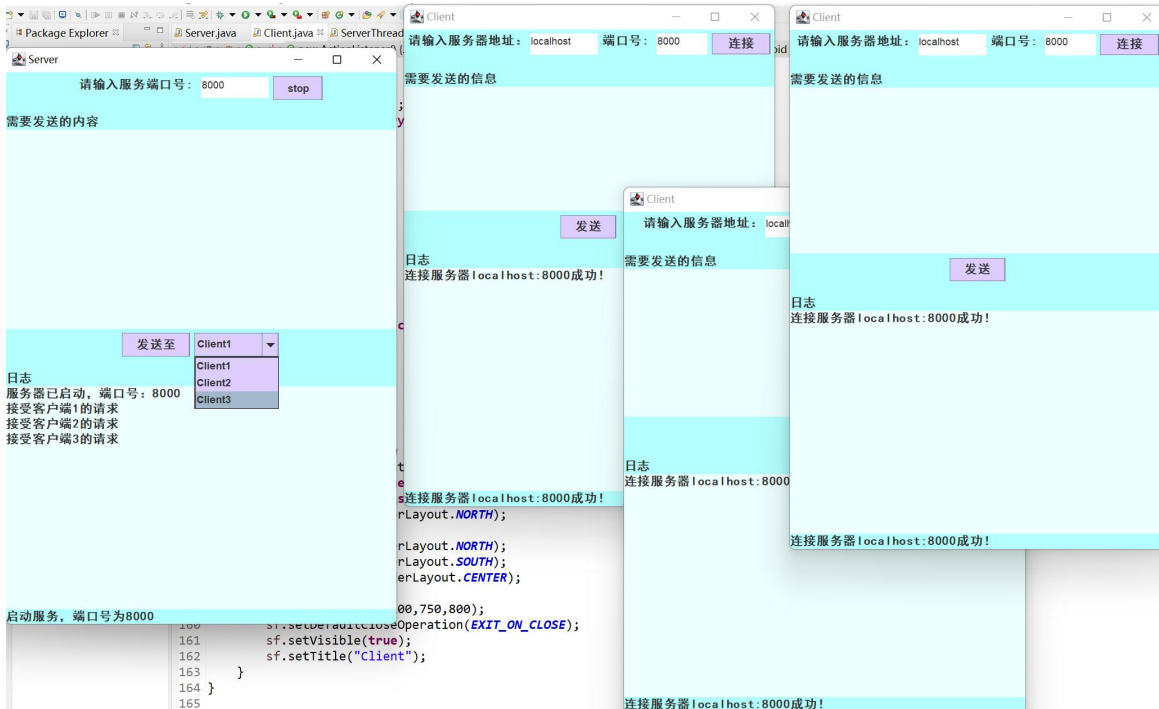 Package Explorer
Server.java
Client.java
ServerThread
Server
请输入服务端口号：
8000
stop
需要发送的内容
发送至
Client1
Client1
Client2
Client3
日志
服务器已启动，端口号：8000
接受客户端1的请求
接受客户端2的请求
接受客户端3的请求
启动服务，端口号为8000
Client
请输入服务器地址：
localhost
端口号：
8000
连接
需要发送的信息
发送
日志
连接服务器localhost:8000成功！
连接服务器localhost:8000成功！
Client
请输入服务器地址：
需要发送的信息
日志
连接服务器localhost:8000
连接服务器localhost:8000成功！
Client
请输入服务器地址：
localhost
端口号：
8000
连接
需要发送的信息
发送
日志
连接服务器localhost:8000成功！
连接服务器localhost:8000成功！
rLayout.NORTH);
rLayout.NORTH);
rLayout.SOUTH);
erLayout.CENTER);
00,750,800);
160 sf.setDefaultCloseOperation(EXIT_ON_CLOSE);
161 sf.setVisible(true);
162 sf.setTitle("Client");
163 }
164 }
165